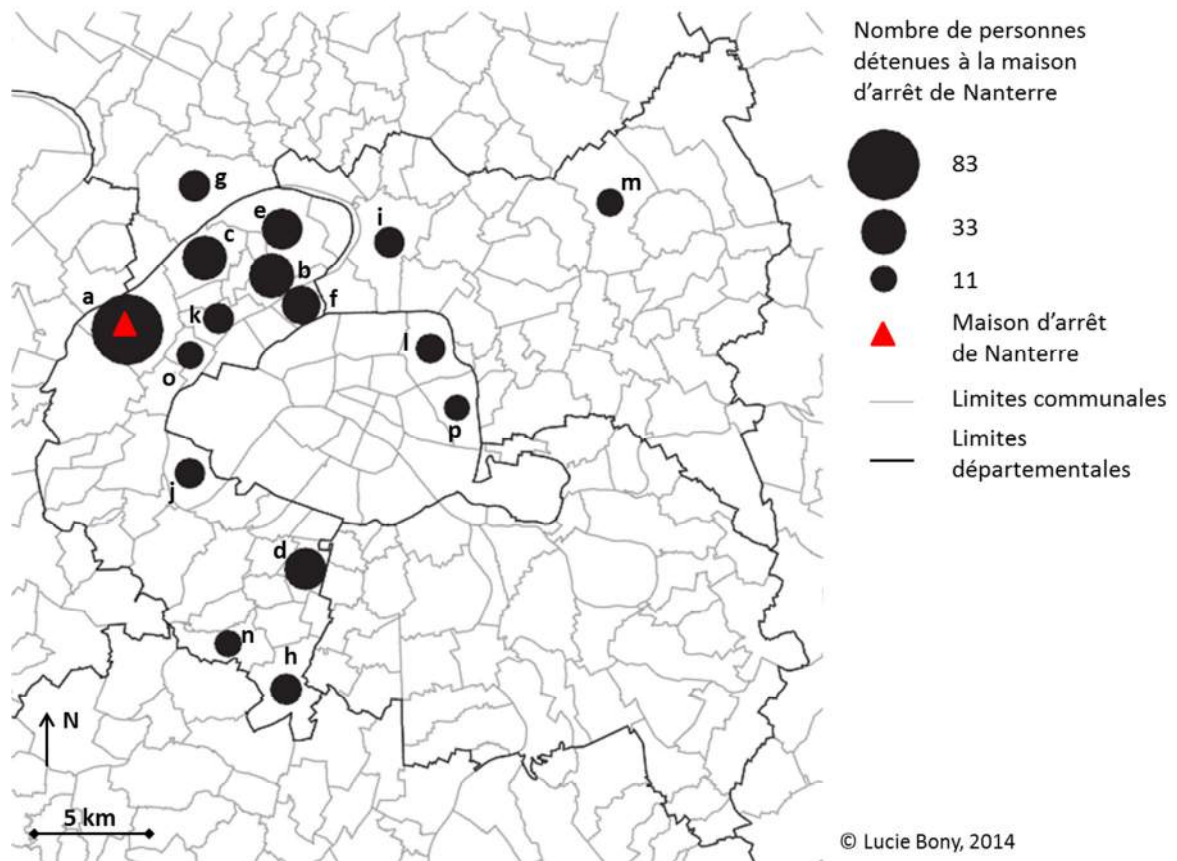 Nombre de personnes
détenues à la maison
d'arrêt de Nanterre
83
33
11
Maison d'arrêt
de Nanterre
Limites communales
Limites
départementales
g
m
e
i
c
b
a
f
k
l
o
p
j
d
n
h
N
5 km
© Lucie Bony, 2014